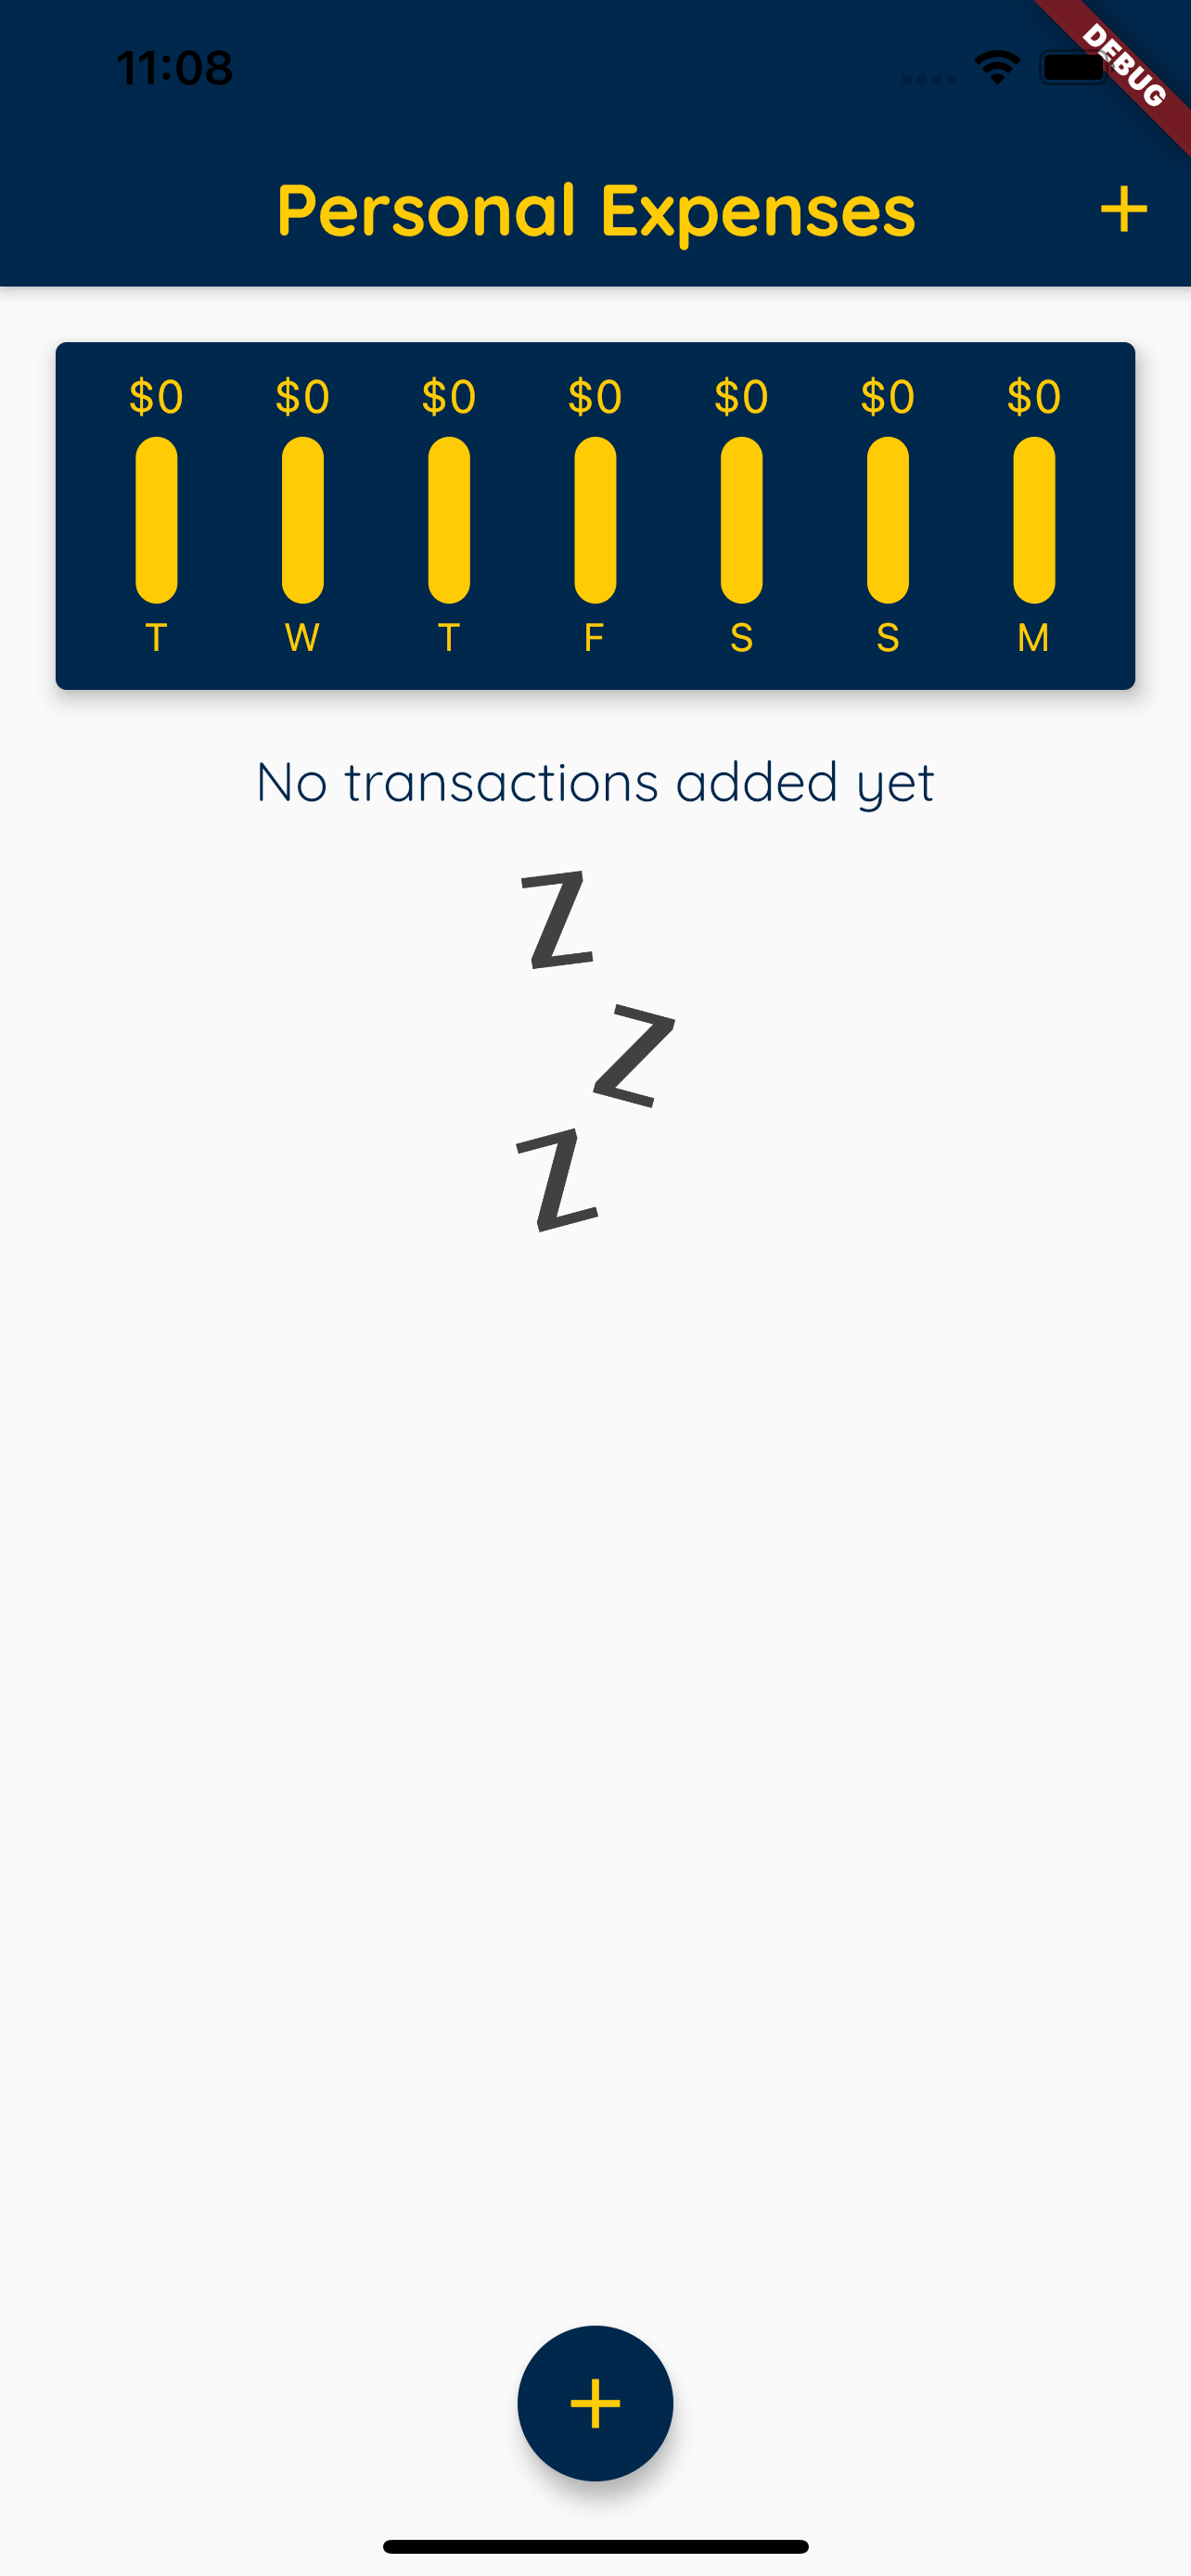 11:08
DEBUG
Personal Expenses +
$0 $0 $0 $0 $0 $0 $0
T W T F S S M
No transactions added yet
Z
Z
Z
+